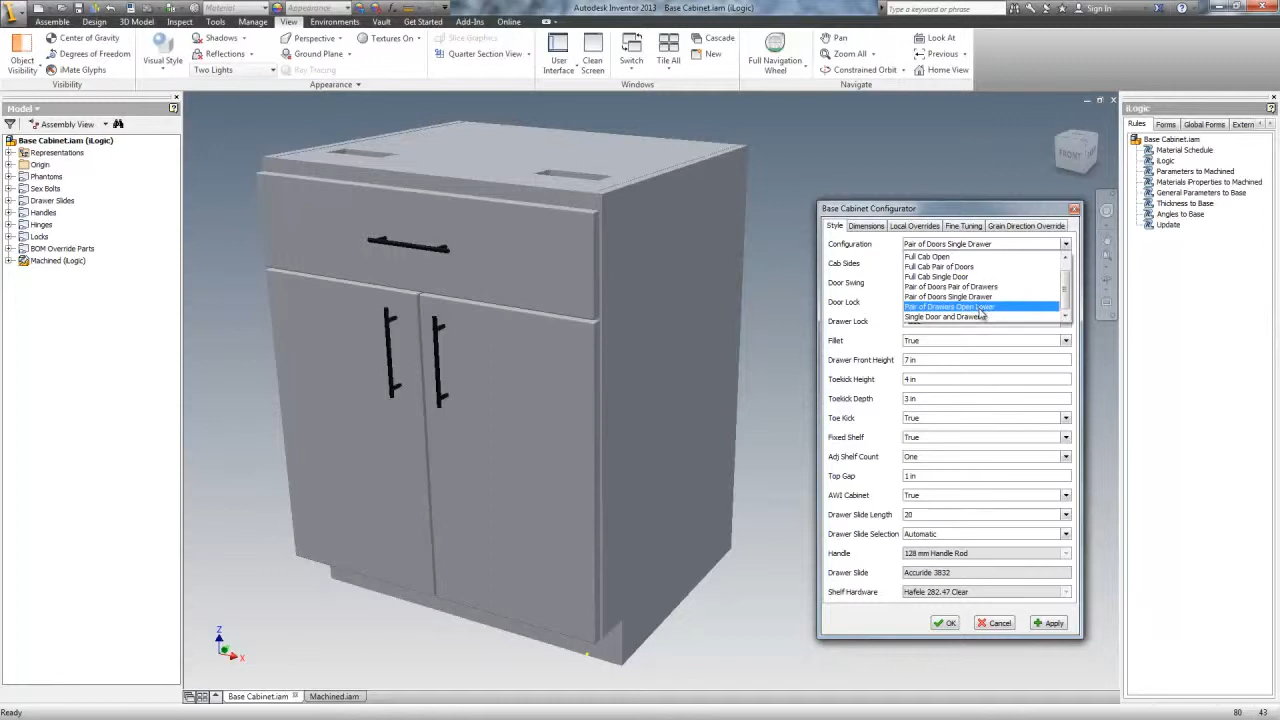 Material
Appearance
Autodesk Inventor 2013 Base Cabinet.iam (iLogic)
Type a keyword or phrase
Sign In
Assemble Design 3D Model Inspect Tools Manage View Environments Vault Get Started Add-Ins Online
Object Visibility
Center of Gravity
Degrees of Freedom
iMate Glyphs
Visibility
Visual Style
Shadows
Reflections
Two Lights
Perspective
Ground Plane
Ray Tracing
Textures On
Appearance
Slice Graphics
Quarter Section View
User Interface
Clean Screen
Switch
Tile All
Cascade
New
Windows
Full Navigation Wheel
Pan
Zoom All
Constrained Orbit
Look At
Previous
Home View
Navigate
Model
Assembly View
Base Cabinet.iam (iLogic)
Representations
Origin
Phantoms
Sex Bolts
Drawer Slides
Handles
Hinges
Locks
BOM Override Parts
Machined (iLogic)
FRONT
Z
X
Base Cabinet Configurator
Style Dimensions Local Overrides Fine Tuning Grain Direction Override
Configuration Pair of Doors Single Drawer
Full Cab Open
Cab Sides
Full Cab Pair of Doors
Full Cab Single Door
Door Swing
Pair of Doors Pair of Drawers
Pair of Doors Single Drawer
Door Lock
Pair of Drawers Open Lower
Single Door and Drawer
Drawer Lock
Fillet True
Drawer Front Height 7 in
Toekick Height 4 in
Toekick Depth 3 in
Toe Kick True
Fixed Shelf True
Adj Shelf Count One
Top Gap 1 in
AWI Cabinet True
Drawer Slide Length 20
Drawer Slide Selection Automatic
Handle 128 mm Handle Rod
Drawer Slide Accuride 3832
Shelf Hardware Hafele 282.47 Clear
OK Cancel Apply
iLogic
Rules Forms Global Forms Extern
Base Cabinet.iam
Material Schedule
iLogic
Parameters to Machined
Materials iProperties to Machined
General Parameters to Base
Thickness to Base
Angles to Base
Update
Base Cabinet.iam Machined.iam
Ready 80 43